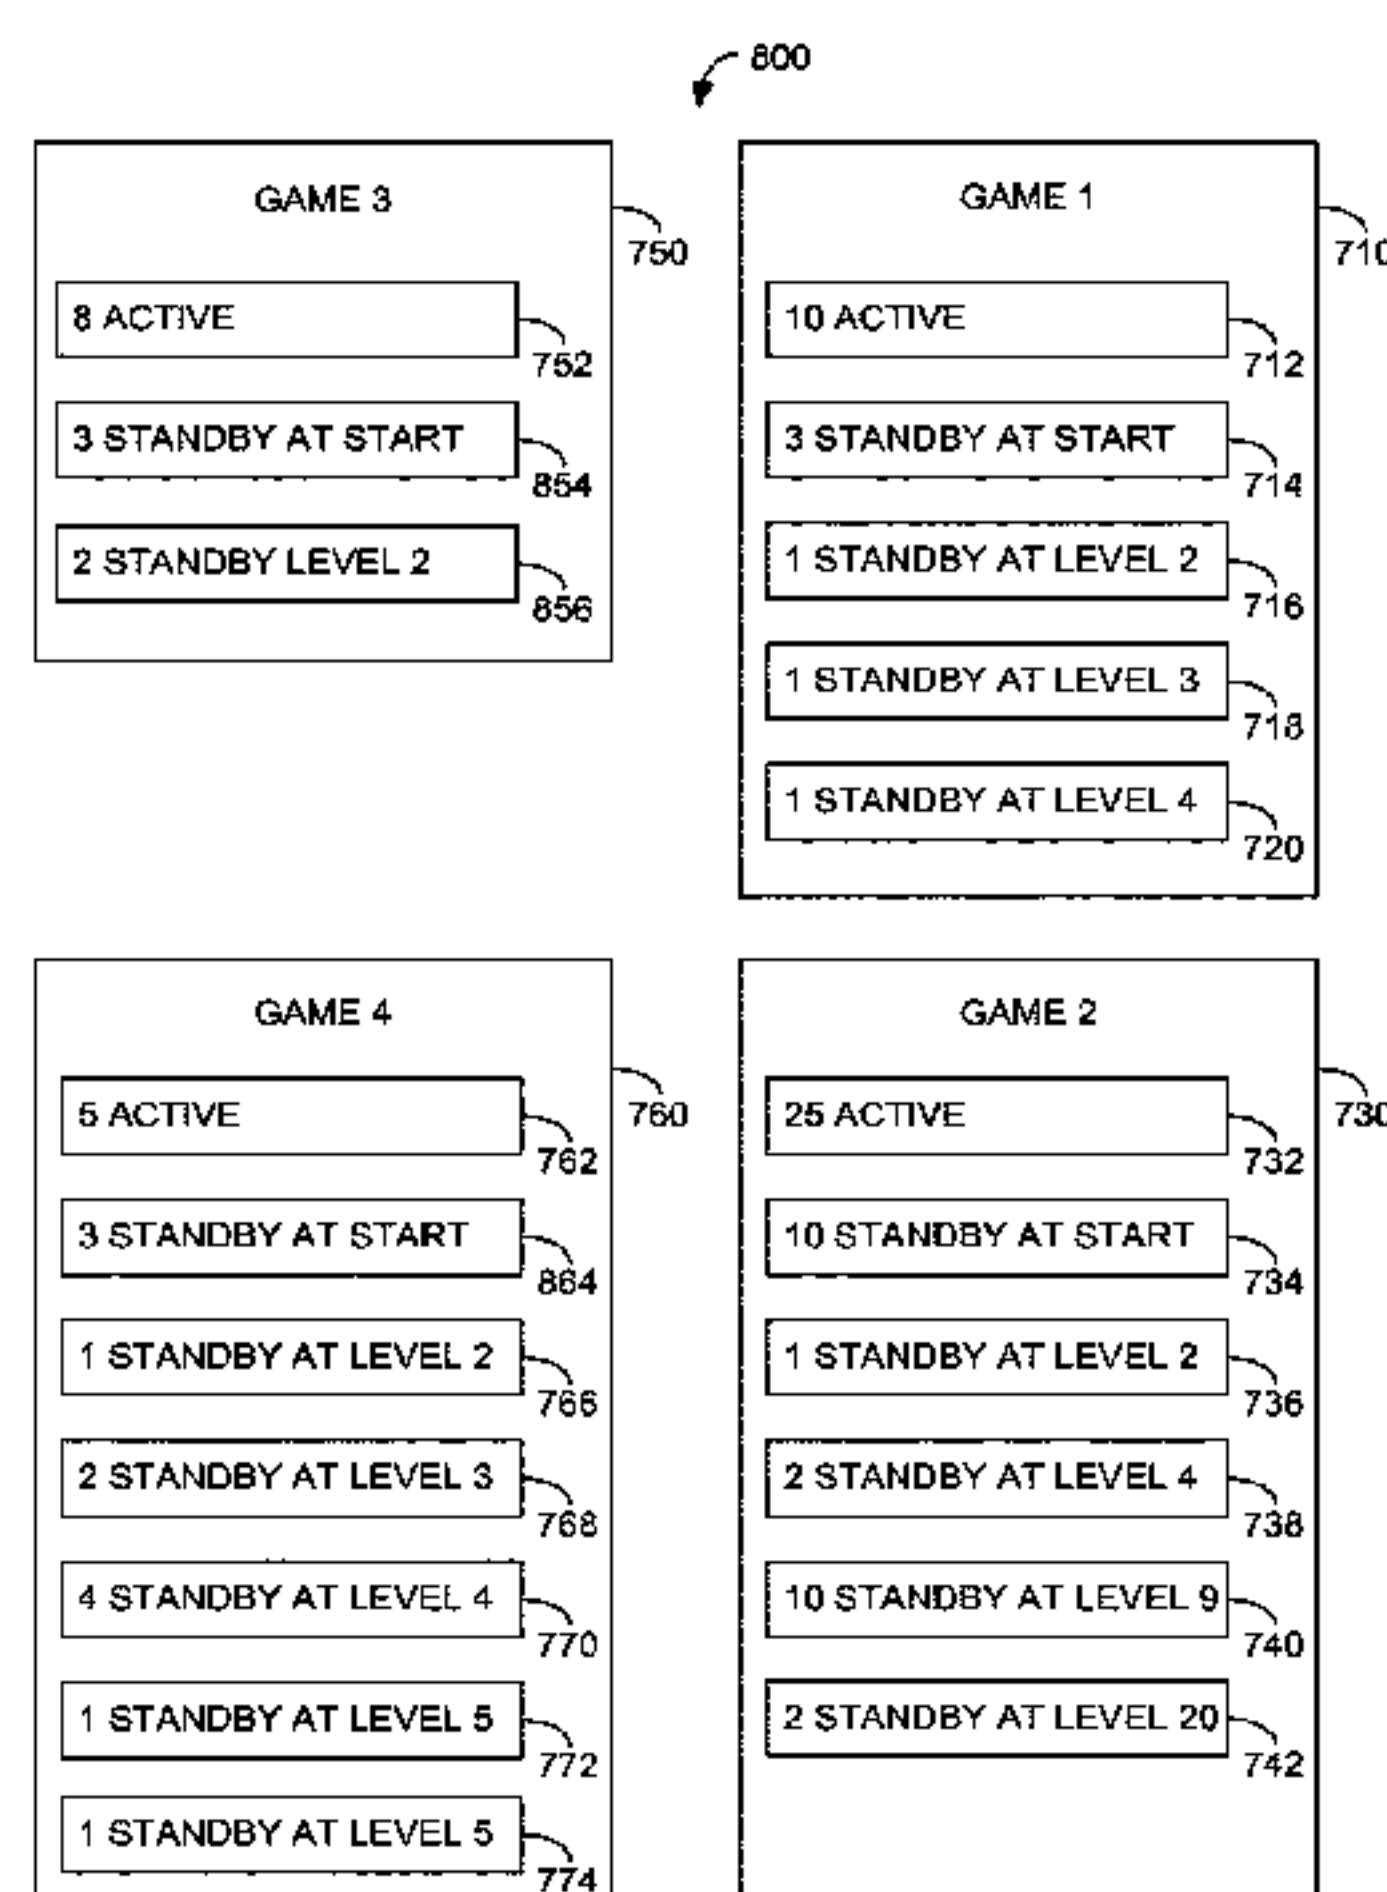 800
GAME 3
750
8 ACTIVE
752
3 STANDBY AT START
854
2 STANDBY LEVEL 2
856
GAME 1
710
10 ACTIVE
712
3 STANDBY AT START
714
1 STANDBY AT LEVEL 2
716
1 STANDBY AT LEVEL 3
718
1 STANDBY AT LEVEL 4
720
GAME 4
760
5 ACTIVE
762
3 STANDBY AT START
864
1 STANDBY AT LEVEL 2
766
2 STANDBY AT LEVEL 3
768
4 STANDBY AT LEVEL 4
770
1 STANDBY AT LEVEL 5
772
1 STANDBY AT LEVEL 5
774
GAME 2
730
25 ACTIVE
732
10 STANDBY AT START
734
1 STANDBY AT LEVEL 2
736
2 STANDBY AT LEVEL 4
738
10 STANDBY AT LEVEL 9
740
2 STANDBY AT LEVEL 20
742